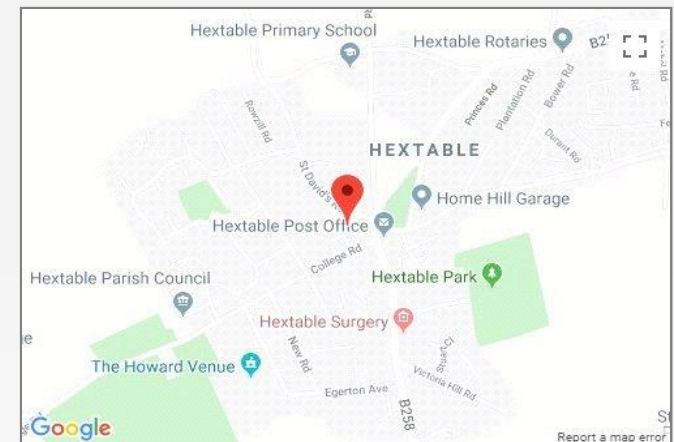 Rd
Hextable Primary School
Hextable Rotaries
B2
Rowzill Rd
Princes Rd
Plantation Rd
Bower Rd
e Rd
Durant Rd
HEXTABLE
St David's
Home Hill Garage
Hextable Post Office
College Rd
Hextable Parish Council
Hextable Park
Hextable Surgery
The Howard Venue
New Rd
Stuart Cl
Victoria Hill Rd
Egerton Ave
B258
Google
Report a map error